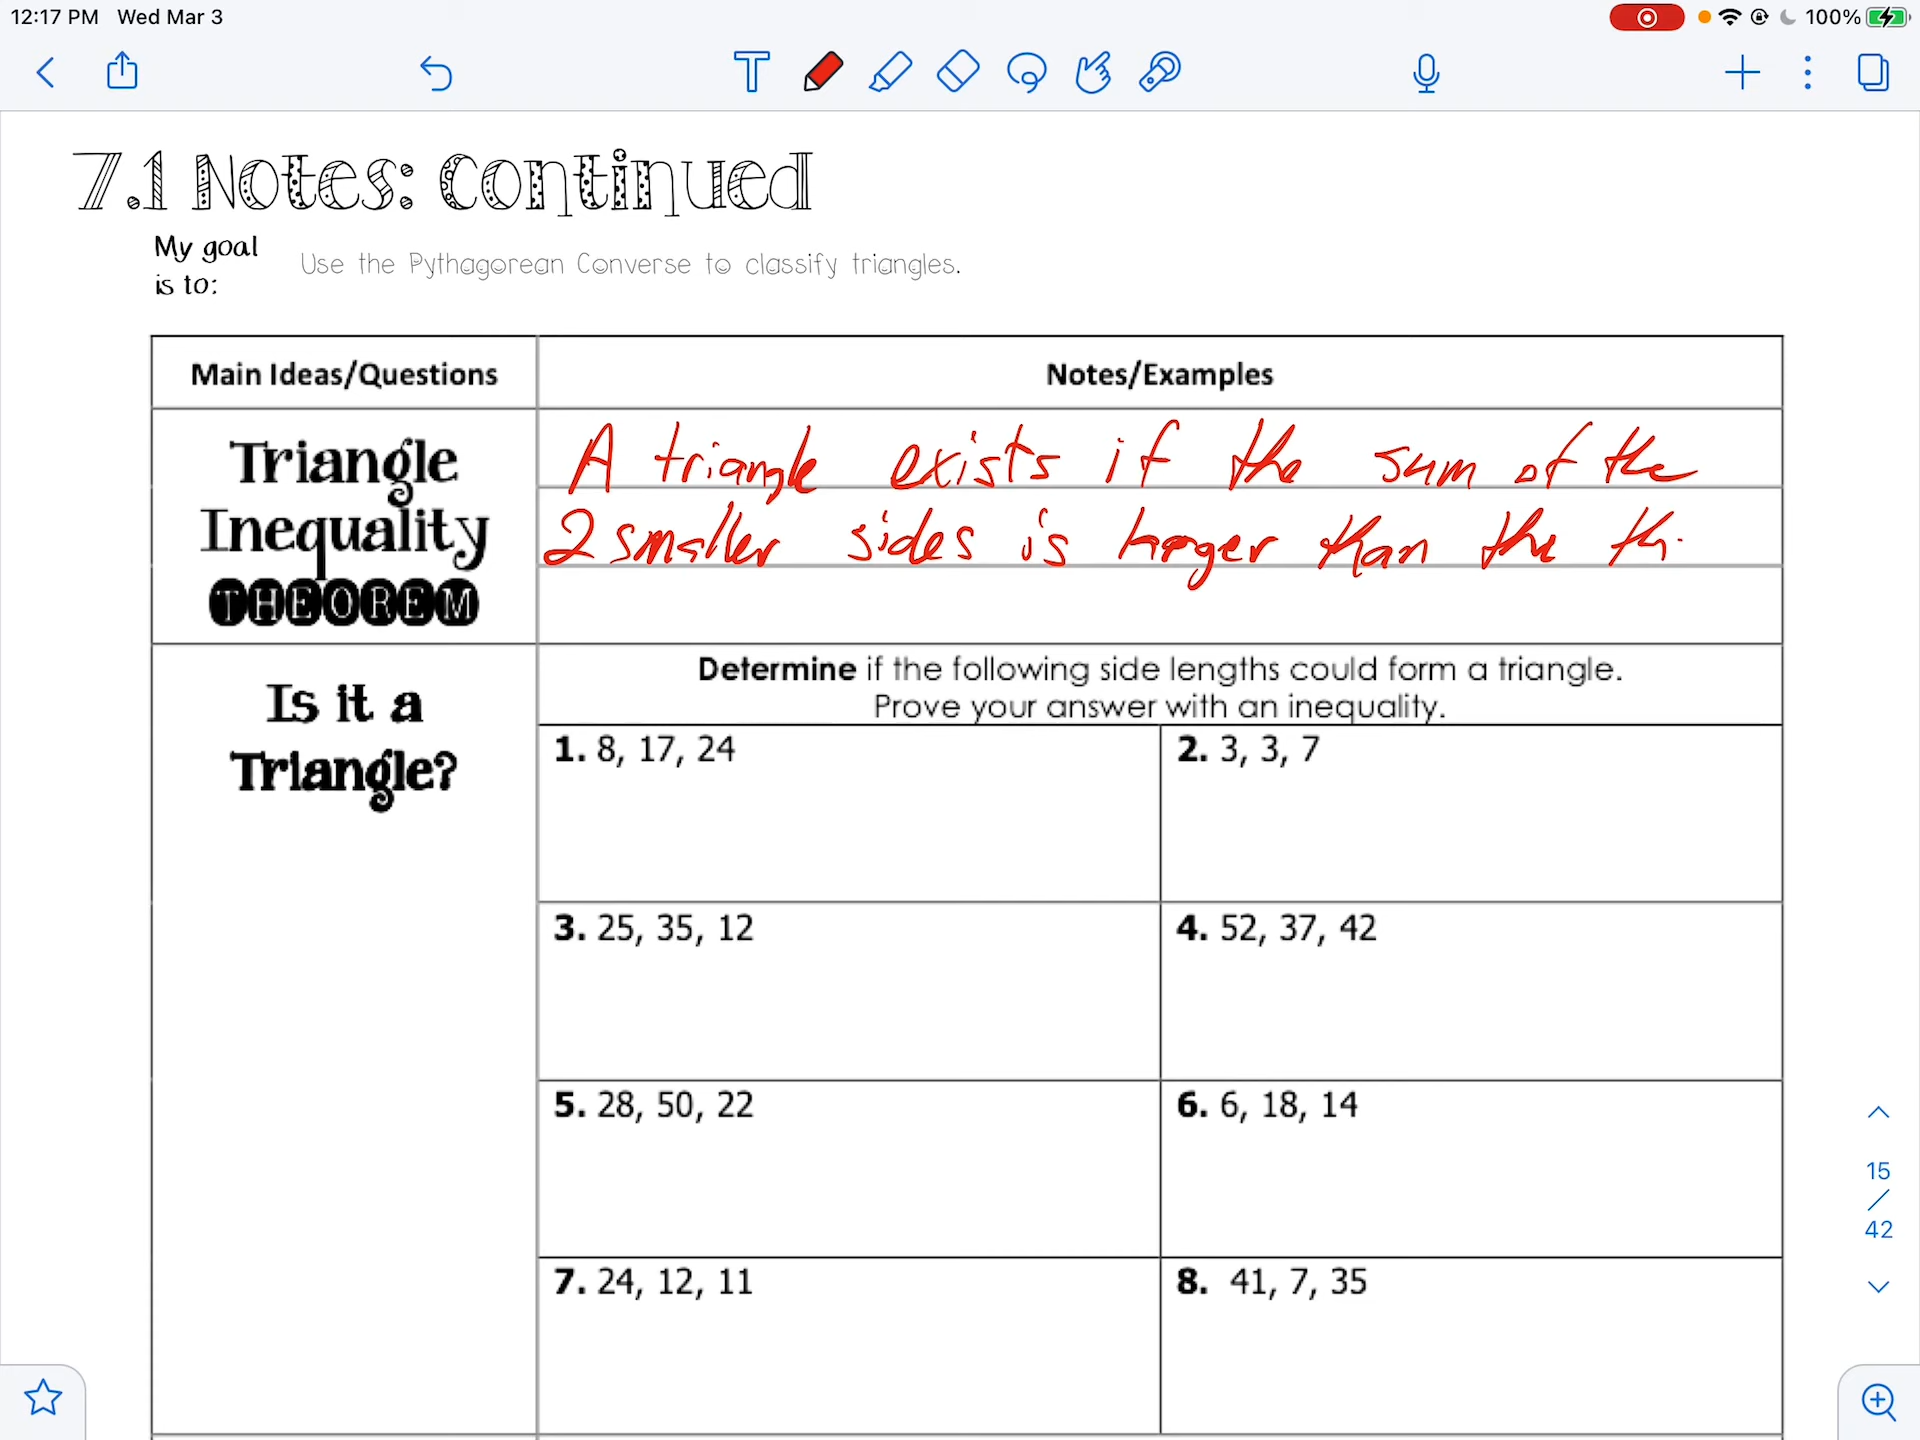 12:17 PM Wed Mar 3
100%
7.1 Notes: Continued
My goal
is to:
Use the Pythagorean Converse to classify triangles.
Main Ideas/Questions
Notes/Examples
Triangle
Inequality
THEOREM
A triangle exists if the sum of the
2 smaller sides is larger than the thi
Is it a
Triangle?
Determine if the following side lengths could form a triangle.
Prove your answer with an inequality.
1. 8, 17, 24
2. 3, 3, 7
3. 25, 35, 12
4. 52, 37, 42
5. 28, 50, 22
6. 6, 18, 14
7. 24, 12, 11
8. 41, 7, 35
15
/
42